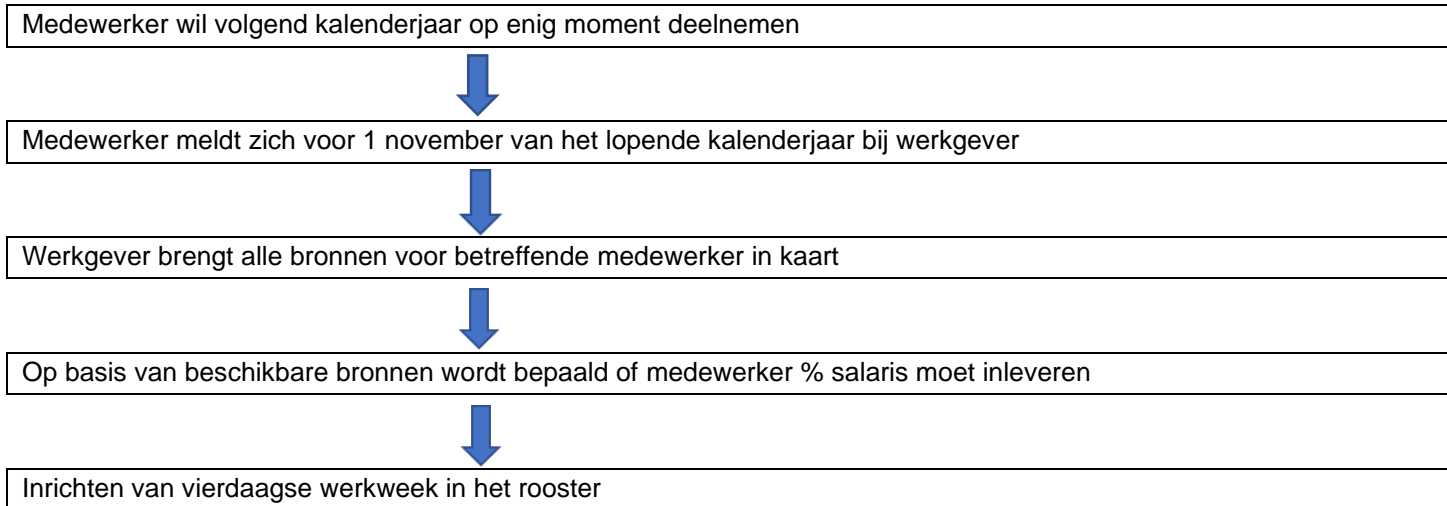 Medewerker wil volgend kalenderjaar op enig moment deelnemen
Medewerker meldt zich voor 1 november van het lopende kalenderjaar bij werkgever
Werkgever brengt alle bronnen voor betreffende medewerker in kaart
Op basis van beschikbare bronnen wordt bepaald of medewerker % salaris moet inleveren
Inrichten van vierdaagse werkweek in het rooster